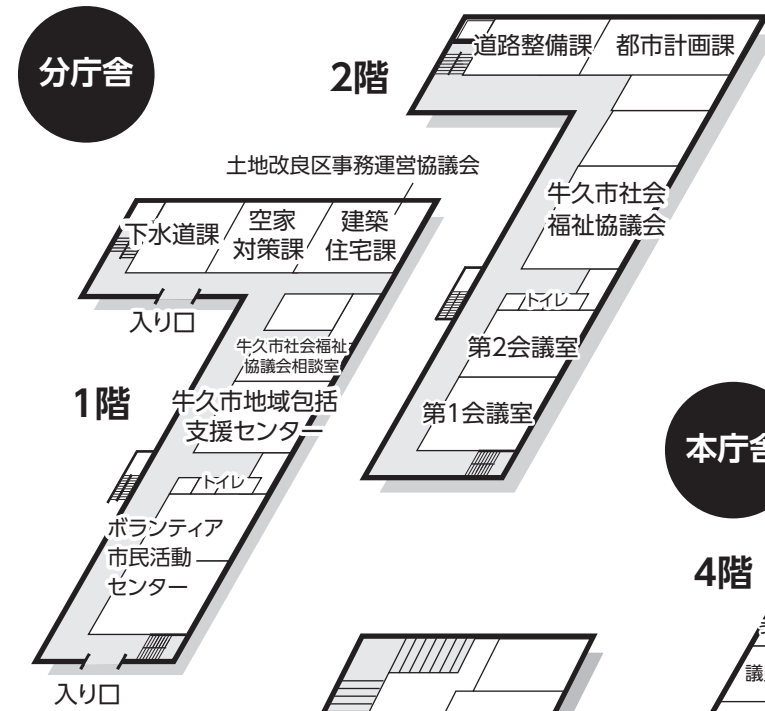 分庁舎
2階
道路整備課
都市計画課
牛久市社会
福祉協議会
トイレ
第2会議室
第1会議室
土地改良区事務運営協議会
下水道課
空家
対策課
建築
住宅課
入り口
1階
牛久市社会福祉
協議会相談室
牛久市地域包括
支援センター
トイレ
ボランティア
市民活動
センター
入り口
本庁舎
4階
議